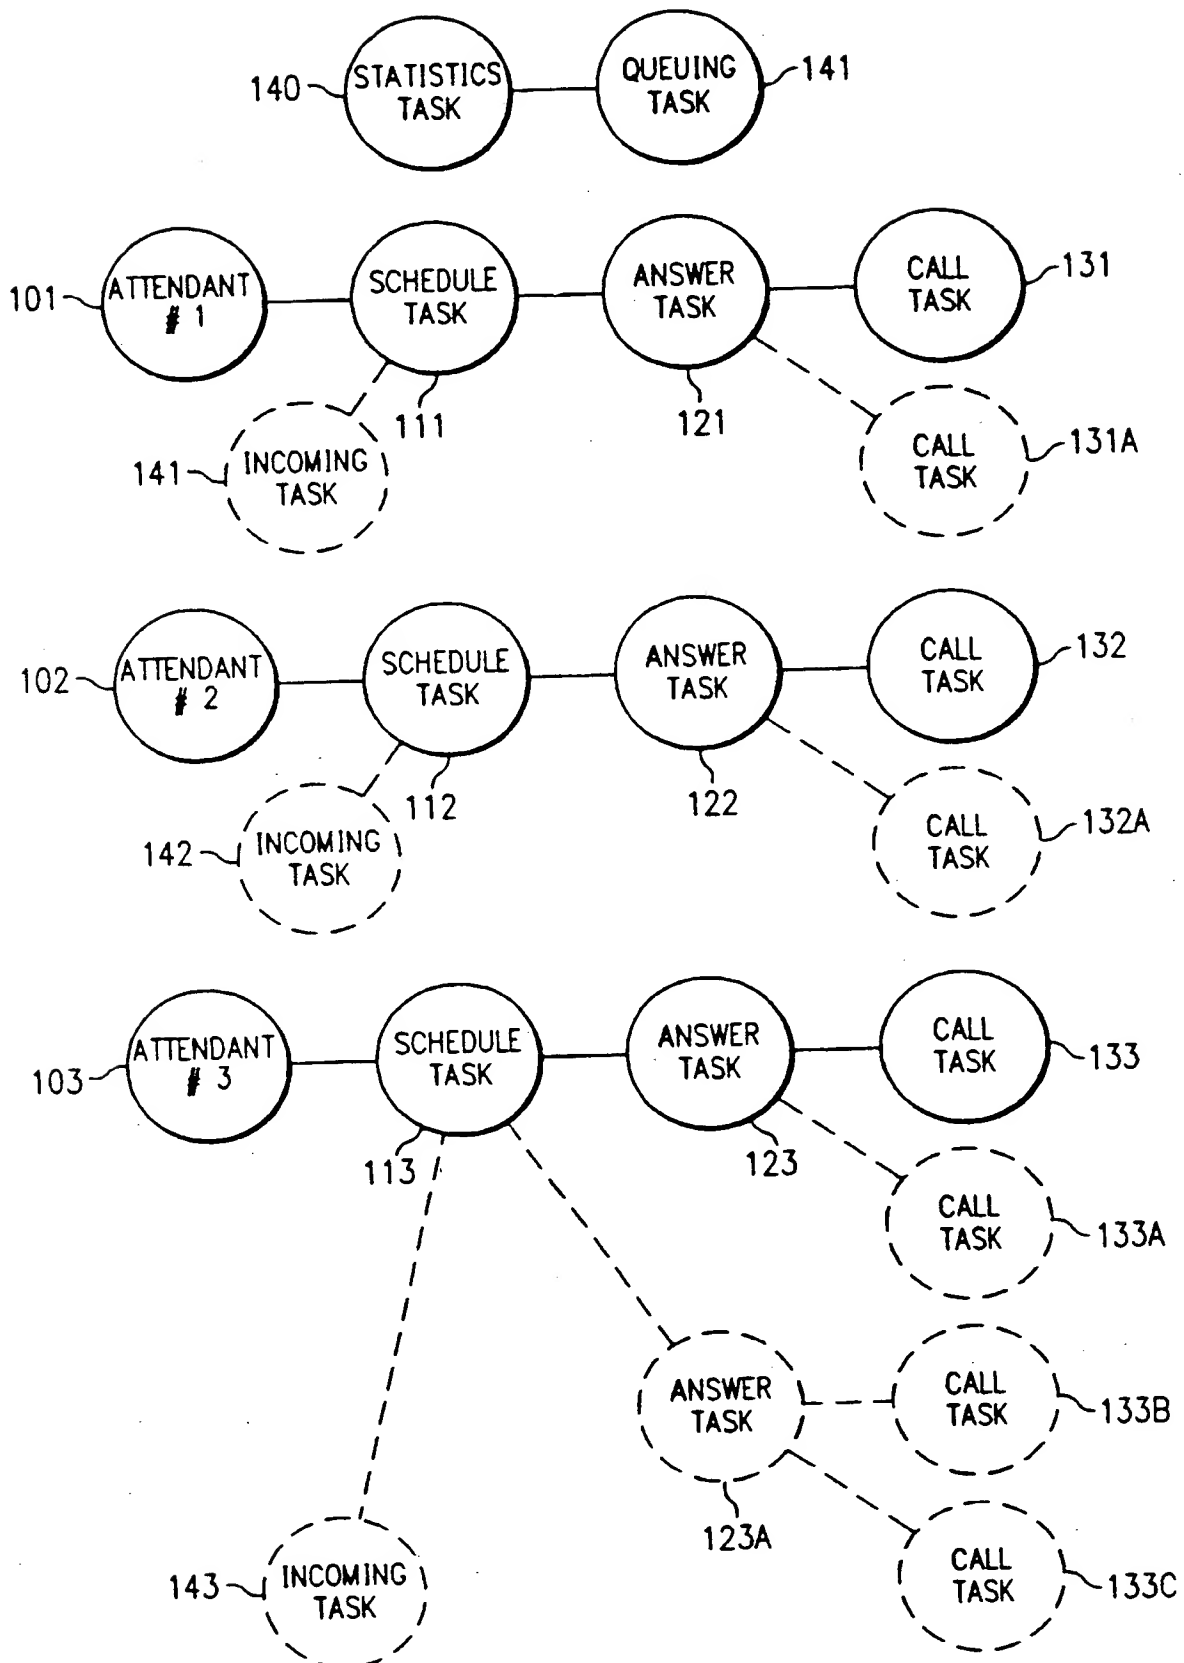 140
STATISTICS
TASK
QUEUING
TASK
141
101
ATTENDANT
# 1
SCHEDULE
TASK
111
ANSWER
TASK
121
CALL
TASK
131
141
INCOMING
TASK
CALL
TASK
131A
102
ATTENDANT
# 2
SCHEDULE
TASK
112
ANSWER
TASK
122
CALL
TASK
132
142
INCOMING
TASK
CALL
TASK
132A
103
ATTENDANT
# 3
SCHEDULE
TASK
113
ANSWER
TASK
123
CALL
TASK
133
CALL
TASK
133A
ANSWER
TASK
123A
CALL
TASK
133B
143
INCOMING
TASK
CALL
TASK
133C